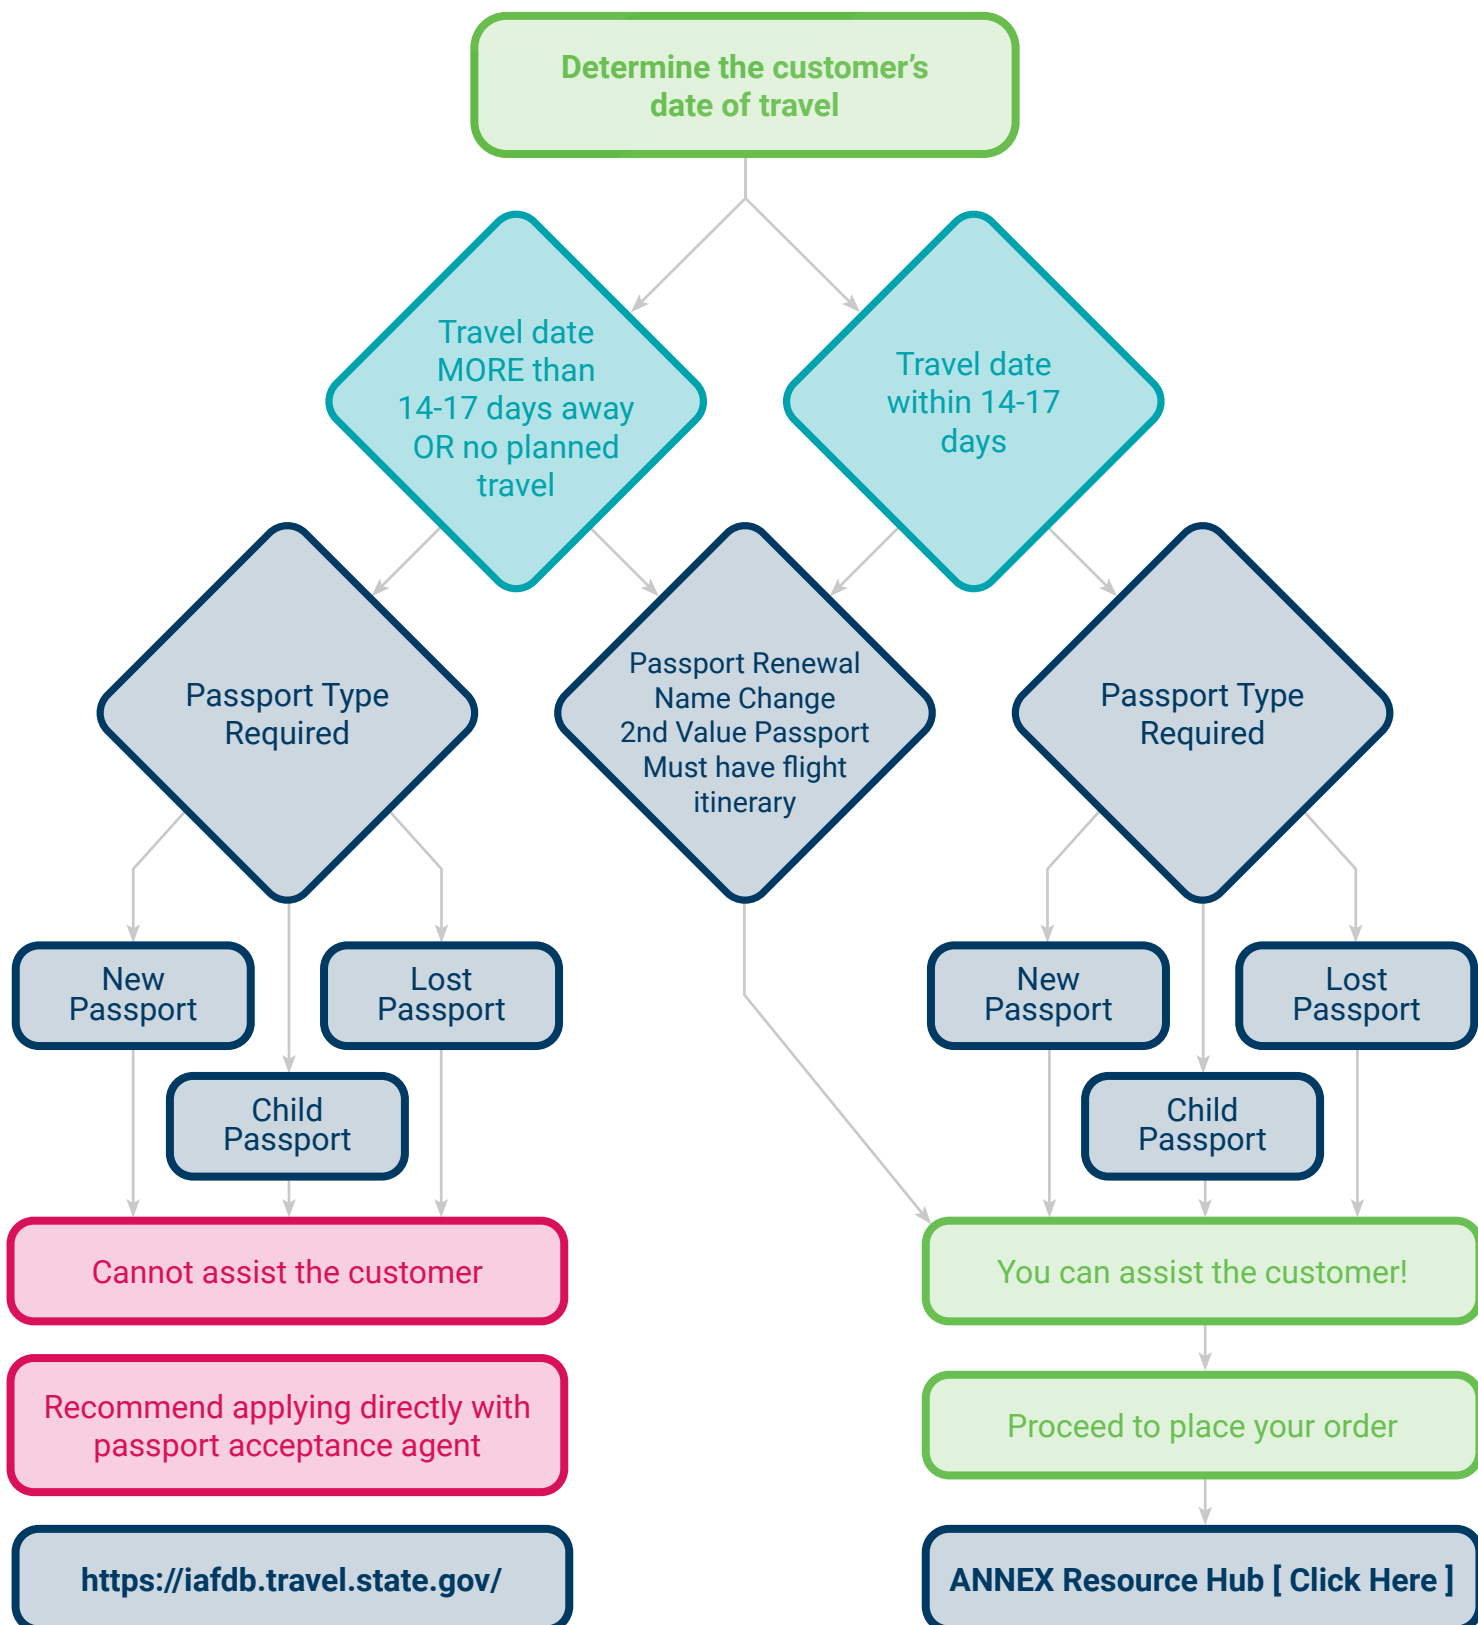 Determine the customer’s
date of travel
Travel date
MORE than
14-17 days away
OR no planned
travel
Travel date
within 14-17
days
Passport Type
Required
Passport Renewal
Name Change
2nd Value Passport
Must have flight
itinerary
Passport Type
Required
New
Passport
Lost
Passport
Child
Passport
New
Passport
Lost
Passport
Child
Passport
Cannot assist the customer
You can assist the customer!
Recommend applying directly with
passport acceptance agent
Proceed to place your order
https://iafdb.travel.state.gov/
ANNEX Resource Hub [ Click Here ]